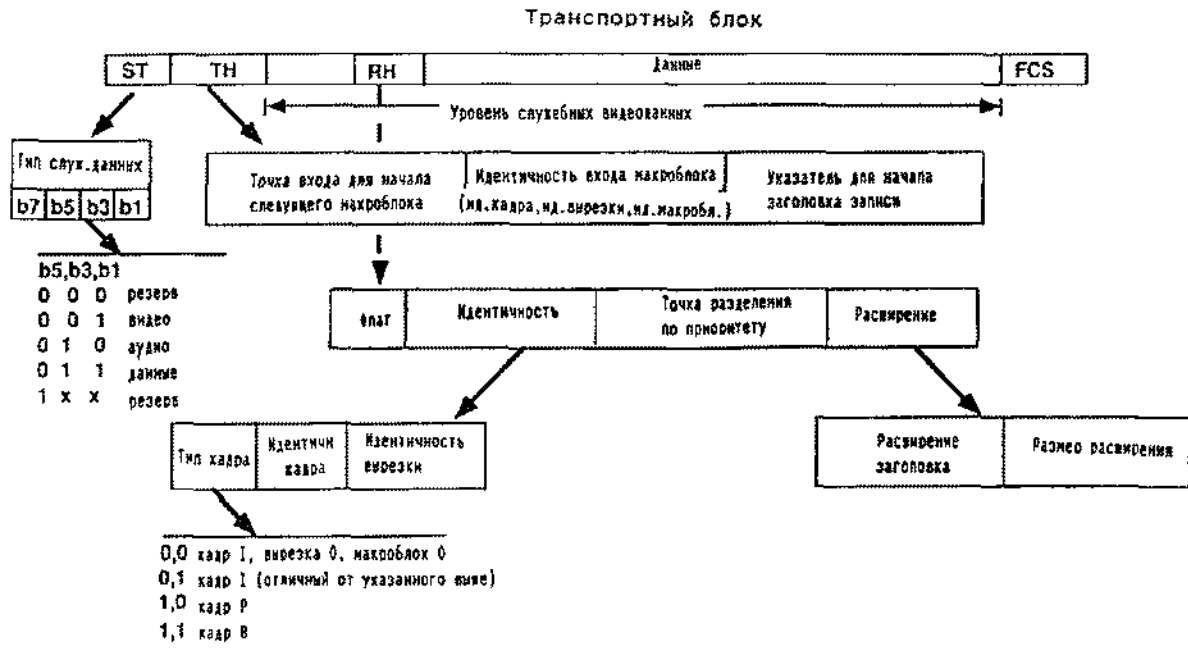 Транспортный блок
ST TH RH Данные FCS
Уровень служебных видеоданных
Тип служ.данных
b7 b5 b3 b1
Точка входа для начала
следующего макроблока
Идентичность входа макроблока
(ид.кадра,ид.вырезки,ид.макробл.)
Указатель для начала
заголовка записи
b5,b3,b1
0 0 0 резерв
0 0 1 видео
0 1 0 аудио
0 1 1 данные
1 x x резерв
Флаг
Идентичность
Точка разделения
по приоритету
Расширение
Тип кадра
Идентичн
кадра
Идентичность
вырезки
Расширение
заголовка
Размер расширения
0,0 кадр I, вырезка 0, макроблок 0
0,1 кадр I (отличный от указанного выше)
1,0 кадр P
1,1 кадр B